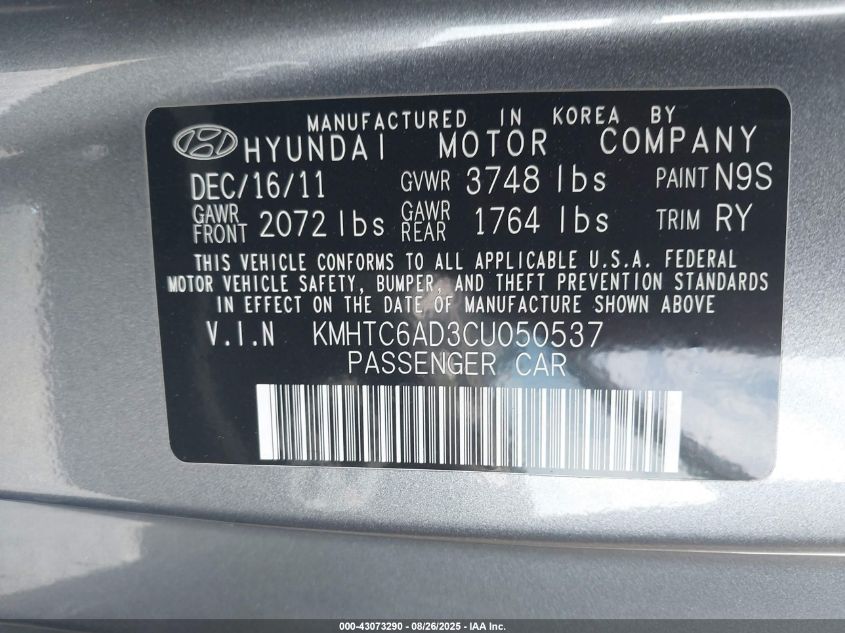 MANUFACTURED IN KOREA BY
HYUNDAI MOTOR COMPANY
DEC/16/11 GVWR 3748 lbs PAINT N9S
GAWR FRONT 2072 lbs GAWR REAR 1764 lbs TRIM RY
THIS VEHICLE CONFORMS TO ALL APPLICABLE U.S.A. FEDERAL
MOTOR VEHICLE SAFETY, BUMPER, AND THEFT PREVENTION STANDARDS
IN EFFECT ON THE DATE OF MANUFACTURE SHOWN ABOVE
V.I.N KMHTC6AD3CU050537
PASSENGER CAR
000-43073290 - 08/26/2025 - IAA Inc.